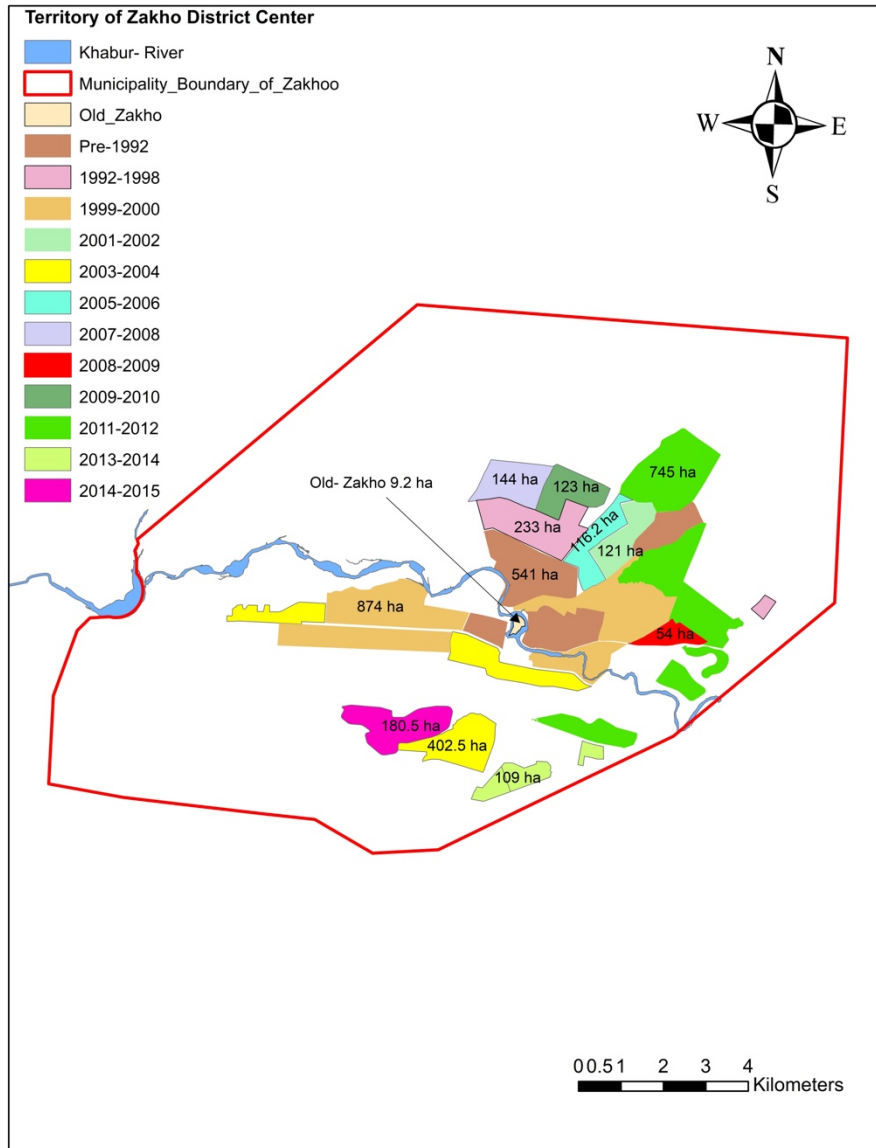 Territory of Zakho District Center
Khabur- River
Municipality_Boundary_of_Zakhoo
Old_Zakho
Pre-1992
1992-1998
1999-2000
2001-2002
2003-2004
2005-2006
2007-2008
2008-2009
2009-2010
2011-2012
2013-2014
2014-2015
N
W
E
S
745 ha
144 ha
123 ha
Old- Zakho 9.2 ha
233 ha
116.2 ha
121 ha
541 ha
874 ha
54 ha
180.5 ha
402.5 ha
109 ha
0 0.5 1 2 3 4
Kilometers